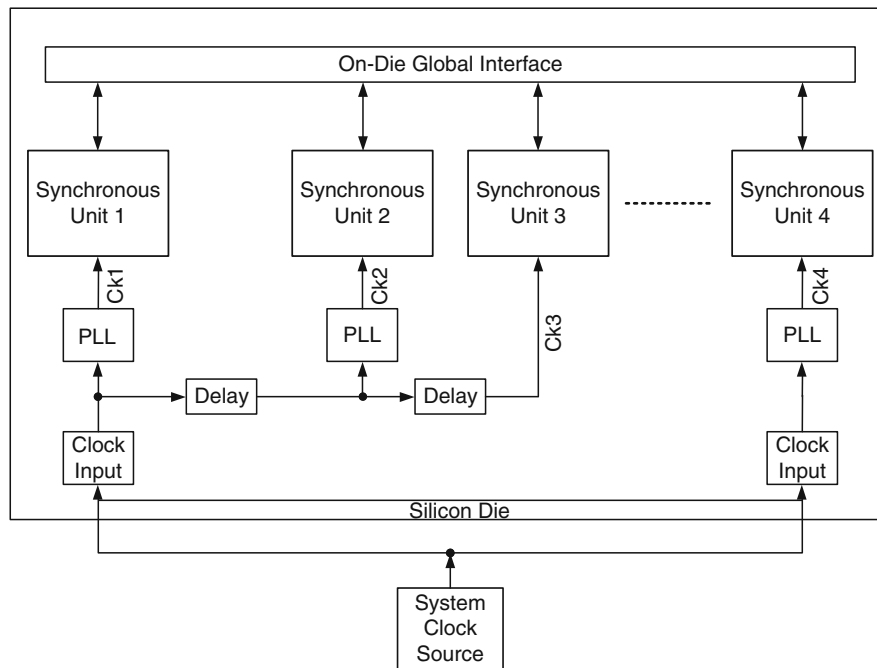 On-Die Global Interface
Synchronous
Unit 1
Synchronous
Unit 2
Synchronous
Unit 3
Synchronous
Unit 4
Ck1
Ck2
Ck3
Ck4
PLL
PLL
PLL
Delay
Delay
Clock
Input
Clock
Input
Silicon Die
System
Clock
Source